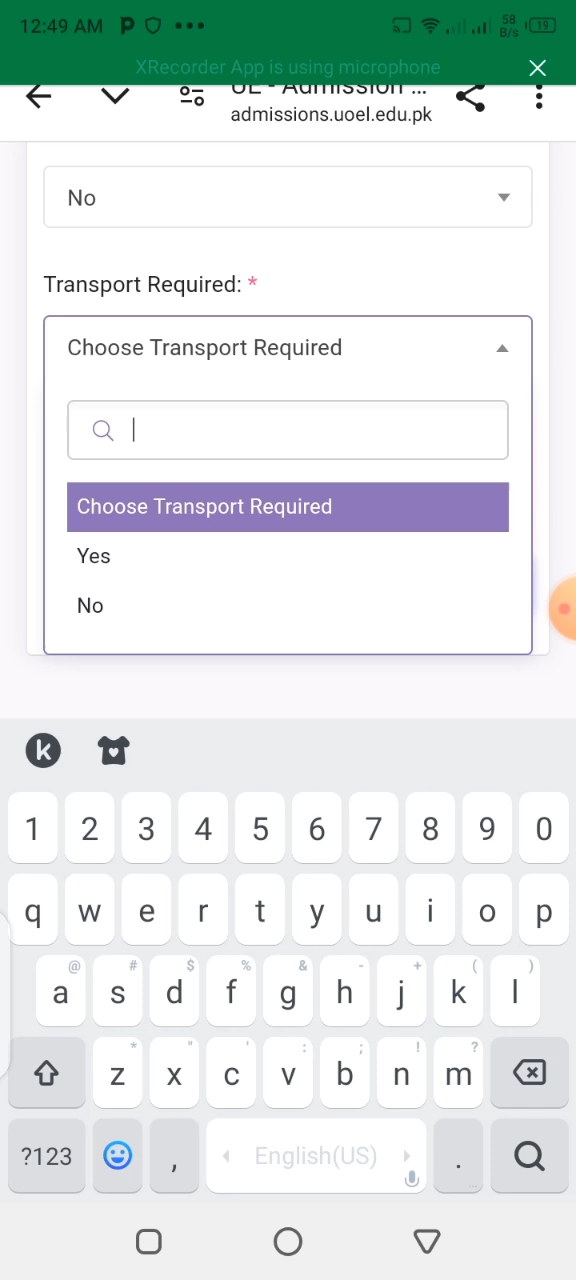 12:49 AM P 58 B/s 19
XRecorder App is using microphone
UE - Admission ...
admissions.uoel.edu.pk
No
Transport Required: *
Choose Transport Required
Choose Transport Required
Yes
No
k
1 2 3 4 5 6 7 8 9 0
q w e r t y u i o p
@ # $ % & - + ( )
a s d f g h j k l
* " ' : ; ! ?
z x c v b n m
?123 , English(US) .